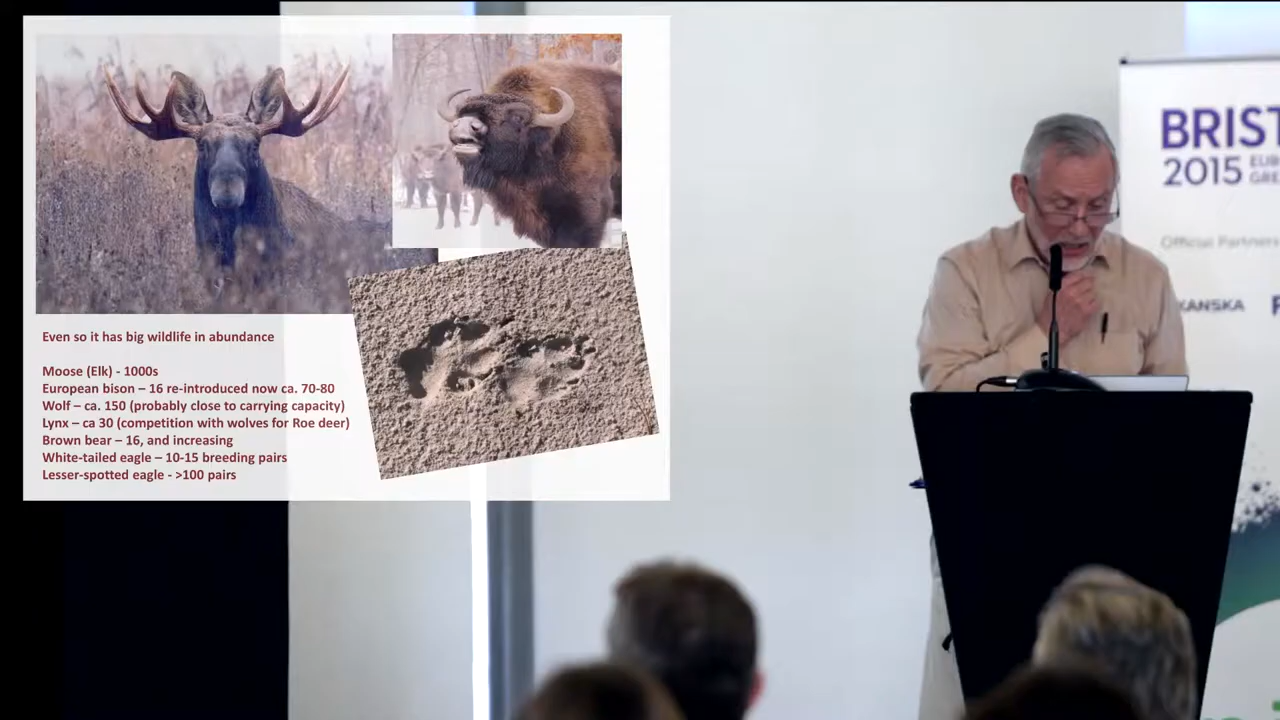 Even so it has big wildlife in abundance
Moose (Elk) - 1000s
European bison – 16 re-introduced now ca. 70-80
Wolf – ca. 150 (probably close to carrying capacity)
Lynx – ca 30 (competition with wolves for Roe deer)
Brown bear – 16, and increasing
White-tailed eagle – 10-15 breeding pairs
Lesser-spotted eagle - >100 pairs
BRIST
2015 EUR
GRE
Official Partners
KANSKA